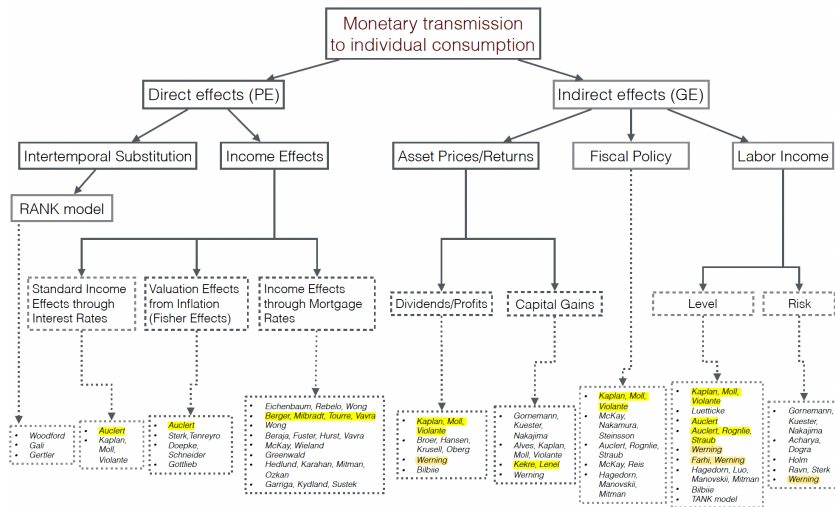 Monetary transmission
to individual consumption
Direct effects (PE)
Indirect effects (GE)
Intertemporal Substitution
Income Effects
Asset Prices/Returns
Fiscal Policy
Labor Income
RANK model
Standard Income
Effects through
Interest Rates
Valuation Effects
from Inflation
(Fisher Effects)
Income Effects
through Mortgage
Rates
Dividends/Profits
Capital Gains
Level
Risk
• Woodford
• Gali
• Gertler
• Auclert
• Kaplan,
Moll,
Violante
• Auclert
• Sterk,Tenreyro
• Doepke,
Schneider
• Gottlieb
• Eichenbaum, Rebelo, Wong
• Berger, Milbradt, Tourre, Vavra
• Wong
• Beraja, Fuster, Hurst, Vavra
• McKay, Wieland
• Greenwald
• Hedlund, Karahan, Mitman,
Ozkan
• Garriga, Kydland, Sustek
• Kaplan, Moll,
Violante
• Broer, Hansen,
Krusell, Oberg
• Werning
• Bilbiie
• Gornemann,
Kuester,
Nakajima
• Alves, Kaplan,
Moll, Violante
• Kekre, Lenel
• Werning
• Kaplan, Moll,
Violante
• McKay,
Nakamura,
Steinsson
• Auclert, Rognlie,
Straub
• McKay, Reis
• Hagedorn,
Manovskii,
Mitman
• Kaplan, Moll,
Violante
• Luetticke
• Auclert
• Auclert, Rognlie,
Straub
• Werning
• Farhi, Werning
• Hagedorn, Luo,
Manovskii, Mitman
• Bilbiie
• TANK model
• Gornemann,
Kuester,
Nakajima
• Acharya,
Dogra
• Holm
• Ravn, Sterk
• Werning